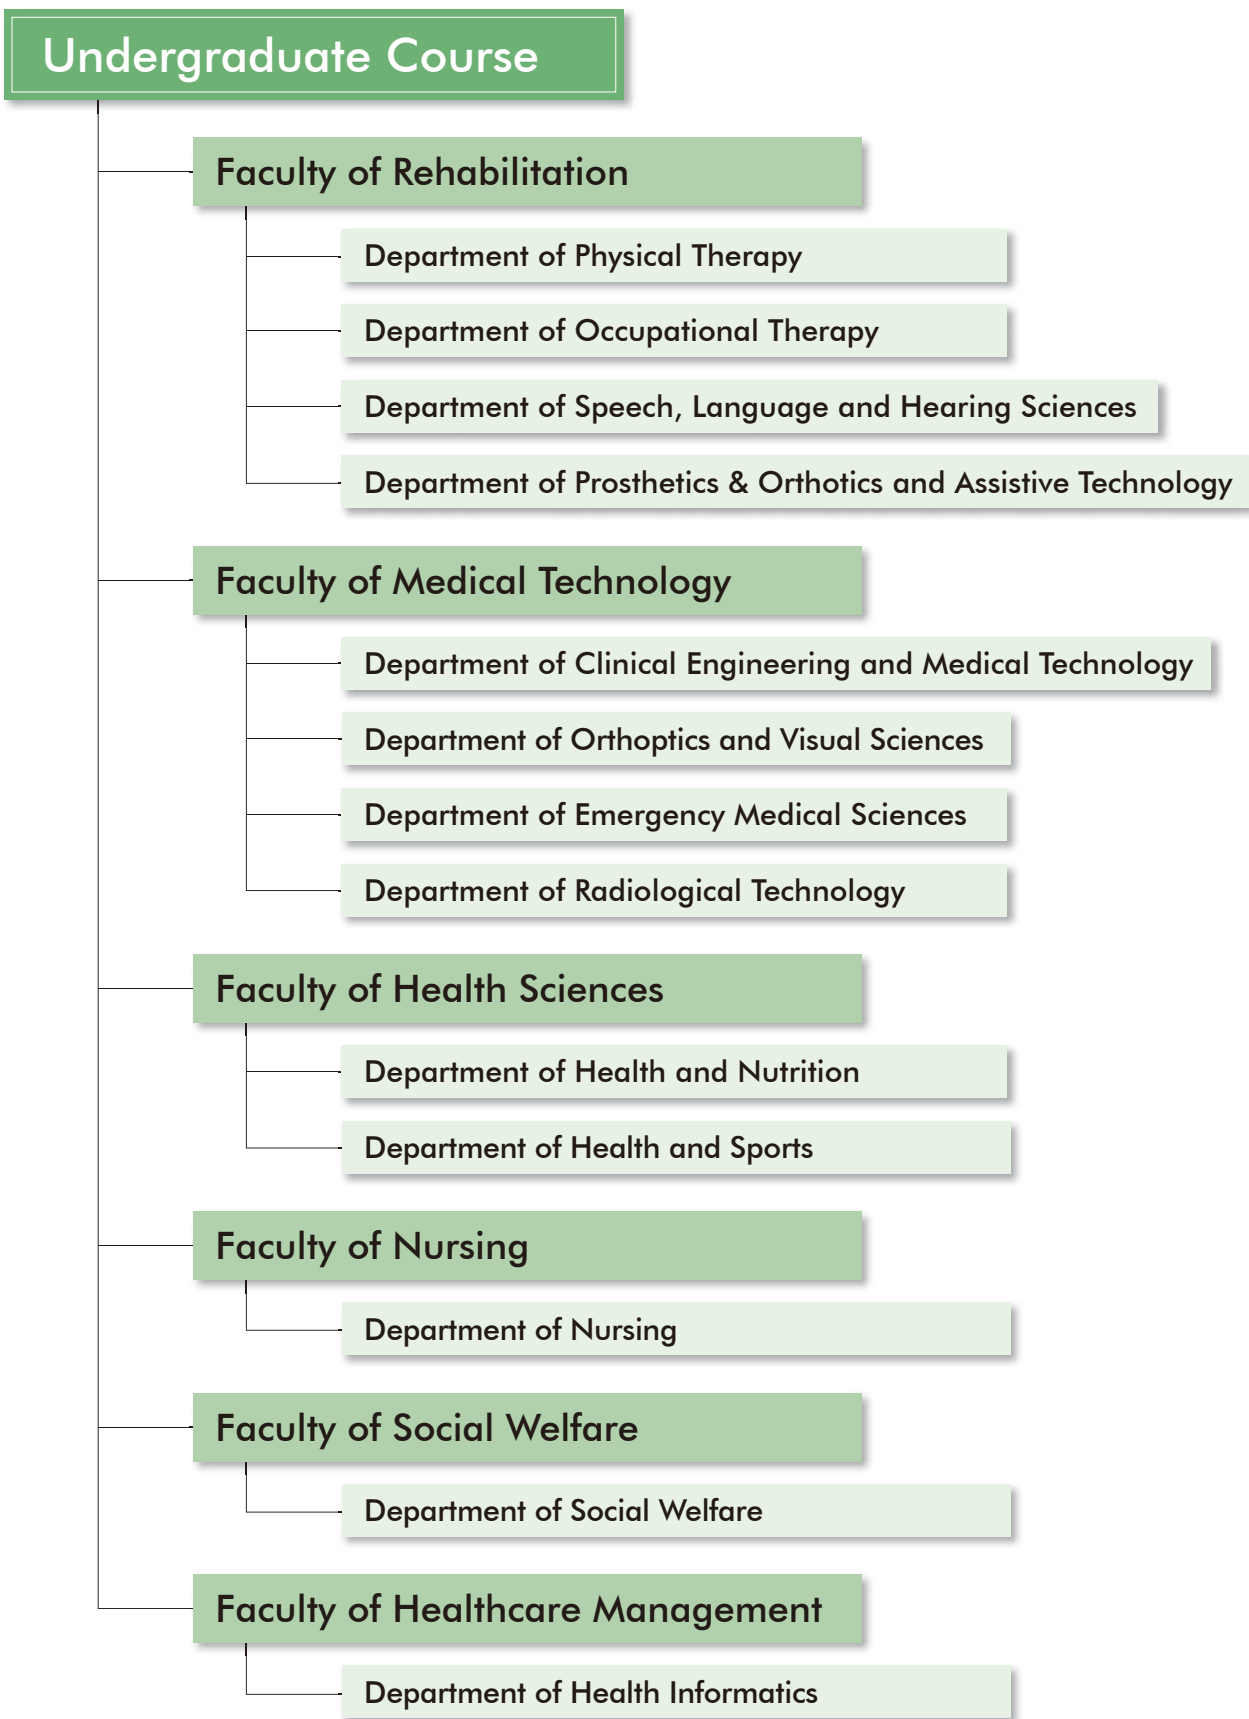 Undergraduate Course
Faculty of Rehabilitation
Department of Physical Therapy
Department of Occupational Therapy
Department of Speech, Language and Hearing Sciences
Department of Prosthetics & Orthotics and Assistive Technology
Faculty of Medical Technology
Department of Clinical Engineering and Medical Technology
Department of Orthoptics and Visual Sciences
Department of Emergency Medical Sciences
Department of Radiological Technology
Faculty of Health Sciences
Department of Health and Nutrition
Department of Health and Sports
Faculty of Nursing
Department of Nursing
Faculty of Social Welfare
Department of Social Welfare
Faculty of Healthcare Management
Department of Health Informatics